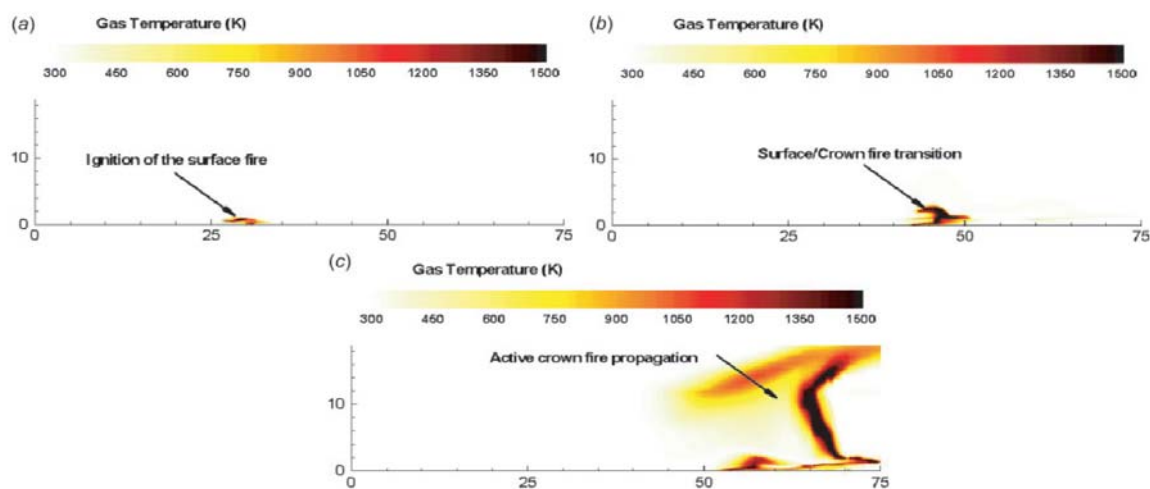 (a)
Gas Temperature (K)
300 450 600 750 900 1050 1200 1350 1500
10
Ignition of the surface fire
0
0 25 50 75
(b)
Gas Temperature (K)
300 450 600 750 900 1050 1200 1350 1500
10
Surface/Crown fire transition
0
0 25 50 75
(c)
Gas Temperature (K)
300 450 600 750 900 1050 1200 1350 1500
Active crown fire propagation
10
0
0 25 50 75